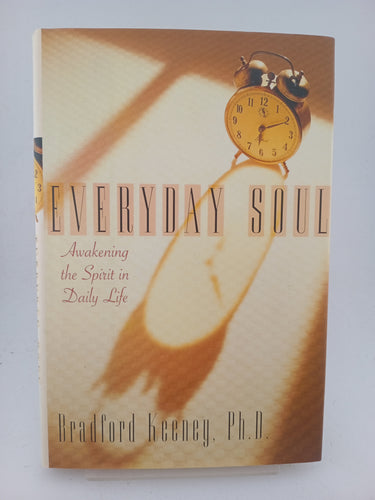 EVERYDAY SOUL
Awakening
the Spirit in
Daily Life
Bradford Keeney, Ph.D.